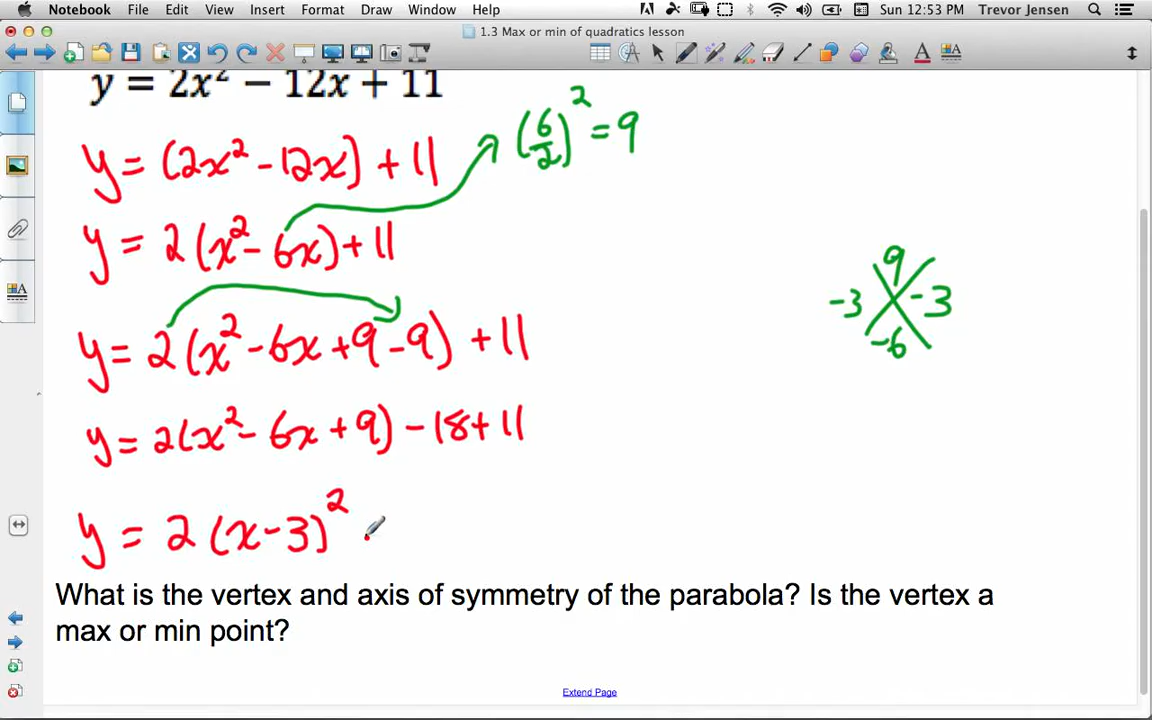 Notebook File Edit View Insert Format Draw Window Help Sun 12:53 PM Trevor Jensen
1.3 Max or min of quadratics lesson
y = 2x² − 12x + 11
(6/2)² = 9
y = (2x² - 12x) + 11
y = 2(x² - 6x) + 11
9
-3 -3
-6
y = 2(x² - 6x + 9 - 9) + 11
y = 2(x² - 6x + 9) - 18 + 11
y = 2(x-3)²
What is the vertex and axis of symmetry of the parabola? Is the vertex a
max or min point?
Extend Page